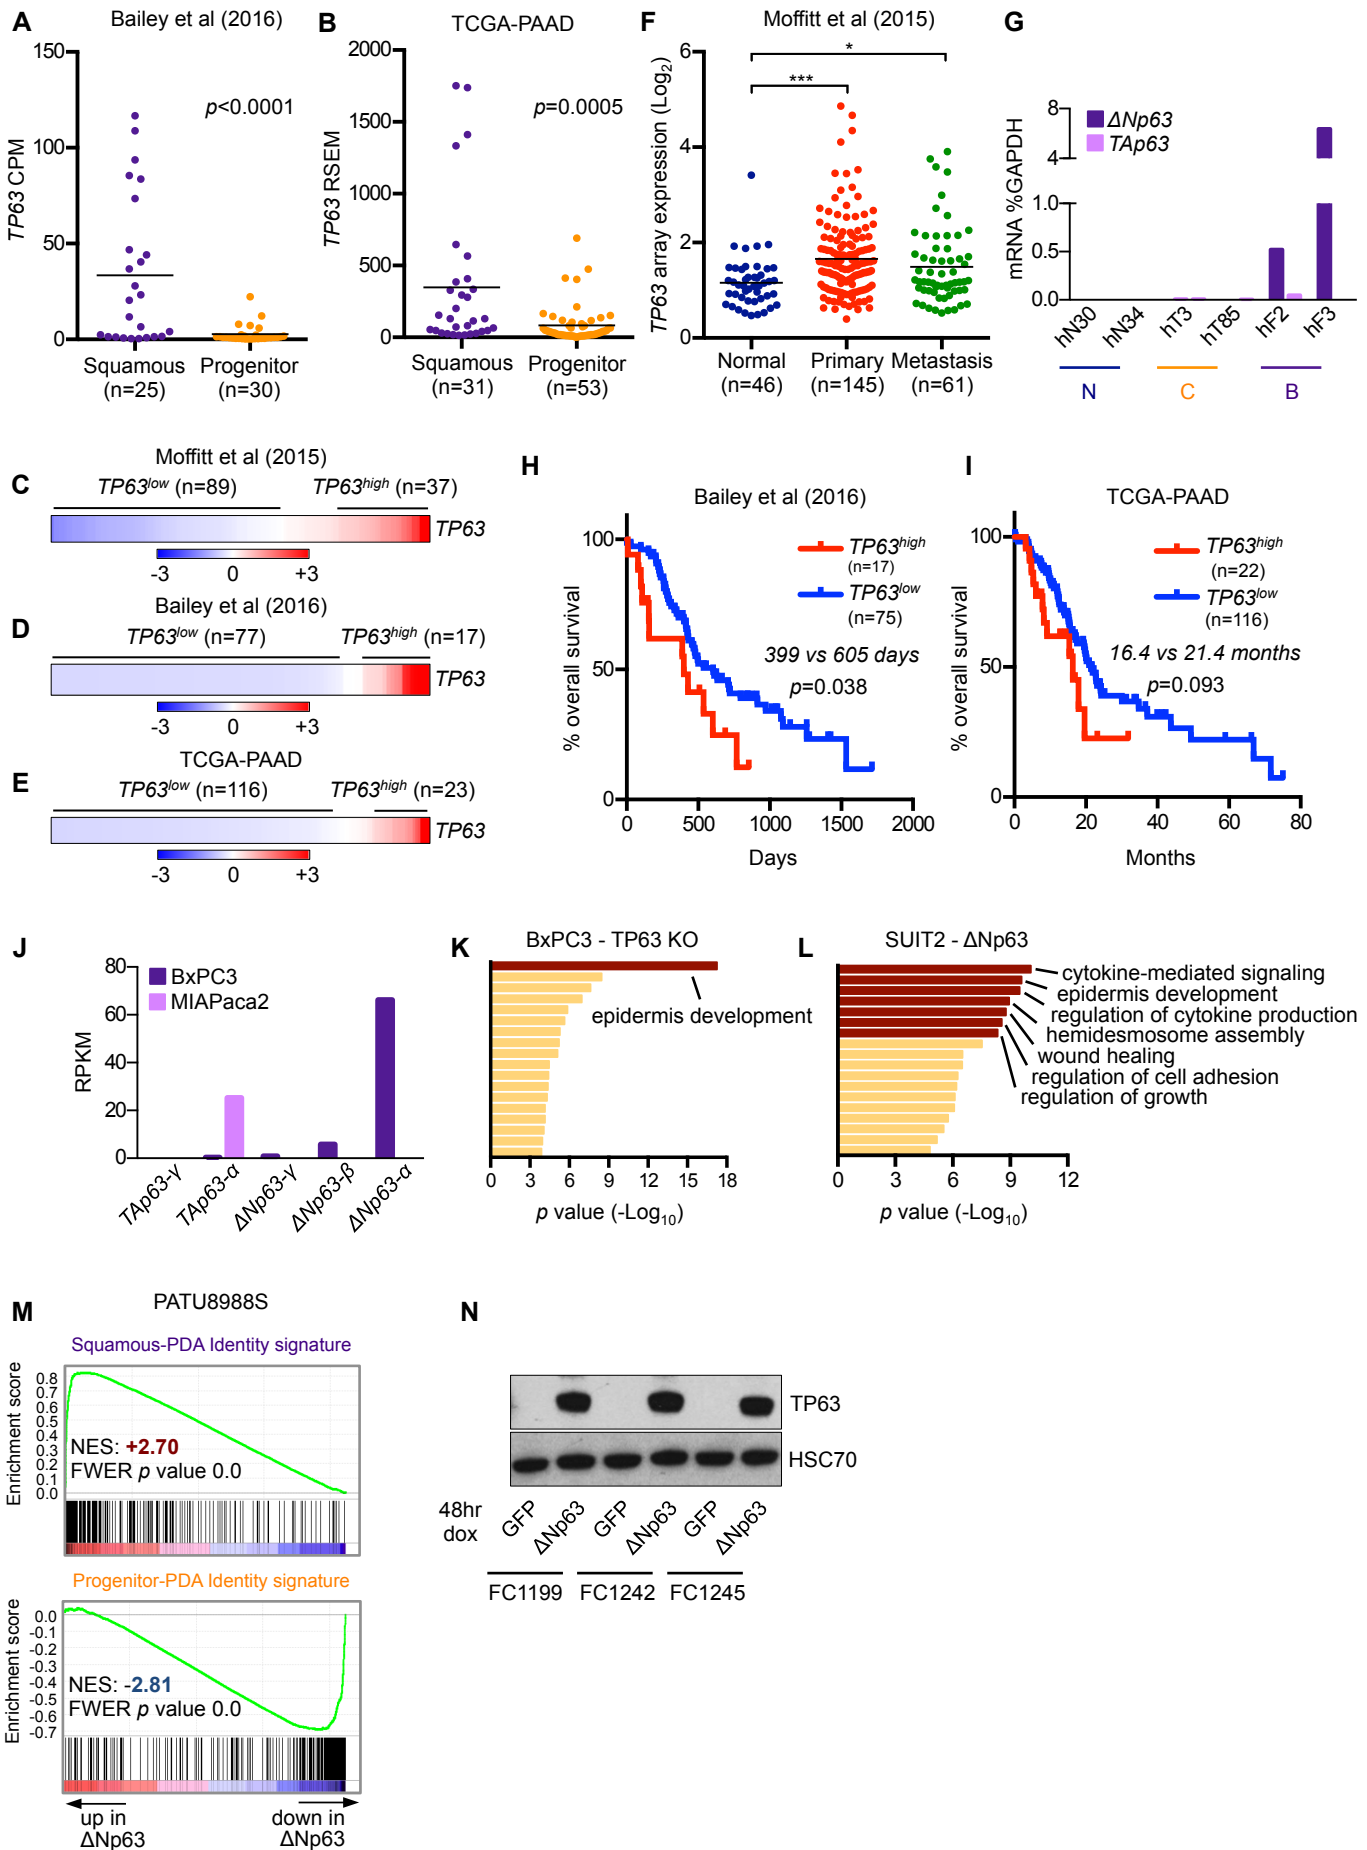 A
Bailey et al (2016)
150
100
50
0
TP63 CPM
p<0.0001
Squamous
(n=25)
Progenitor
(n=30)
B
TCGA-PAAD
2000
1500
1000
500
0
TP63 RSEM
p=0.0005
Squamous
(n=31)
Progenitor
(n=53)
F
Moffitt et al (2015)
6
4
2
0
TP63 array expression (Log2)
*
***
Normal
(n=46)
Primary
(n=145)
Metastasis
(n=61)
G
8
4
1.0
0.5
0.0
mRNA %GAPDH
ΔNp63
TAp63
hN30
hN34
hT3
hT85
hF2
hF3
N
C
B
C
Moffitt et al (2015)
TP63low (n=89)
TP63high (n=37)
TP63
-3
0
+3
D
Bailey et al (2016)
TP63low (n=77)
TP63high (n=17)
TP63
-3
0
+3
E
TCGA-PAAD
TP63low (n=116)
TP63high (n=23)
TP63
-3
0
+3
H
Bailey et al (2016)
100
50
0
% overall survival
TP63high
(n=17)
TP63low
(n=75)
399 vs 605 days
p=0.038
0
500
1000
1500
2000
Days
I
TCGA-PAAD
100
50
0
% overall survival
TP63high
(n=22)
TP63low
(n=116)
16.4 vs 21.4 months
p=0.093
0
20
40
60
80
Months
J
80
60
40
20
0
RPKM
BxPC3
MIAPaca2
TAp63-γ
TAp63-α
ΔNp63-γ
ΔNp63-β
ΔNp63-α
K
BxPC3 - TP63 KO
epidermis development
0
3
6
9
12
15
18
p value (-Log10)
L
SUIT2 - ΔNp63
cytokine-mediated signaling
epidermis development
regulation of cytokine production
hemidesmosome assembly
wound healing
regulation of cell adhesion
regulation of growth
0
3
6
9
12
p value (-Log10)
M
PATU8988S
Squamous-PDA Identity signature
Enrichment score
0.8
0.7
0.6
0.5
0.4
0.3
0.2
0.1
0.0
NES: +2.70
FWER p value 0.0
Progenitor-PDA Identity signature
Enrichment score
0.0
-0.1
-0.2
-0.3
-0.4
-0.5
-0.6
-0.7
NES: -2.81
FWER p value 0.0
up in
ΔNp63
down in
ΔNp63
N
TP63
HSC70
48hr
dox
GFP
ΔNp63
GFP
ΔNp63
GFP
ΔNp63
FC1199
FC1242
FC1245